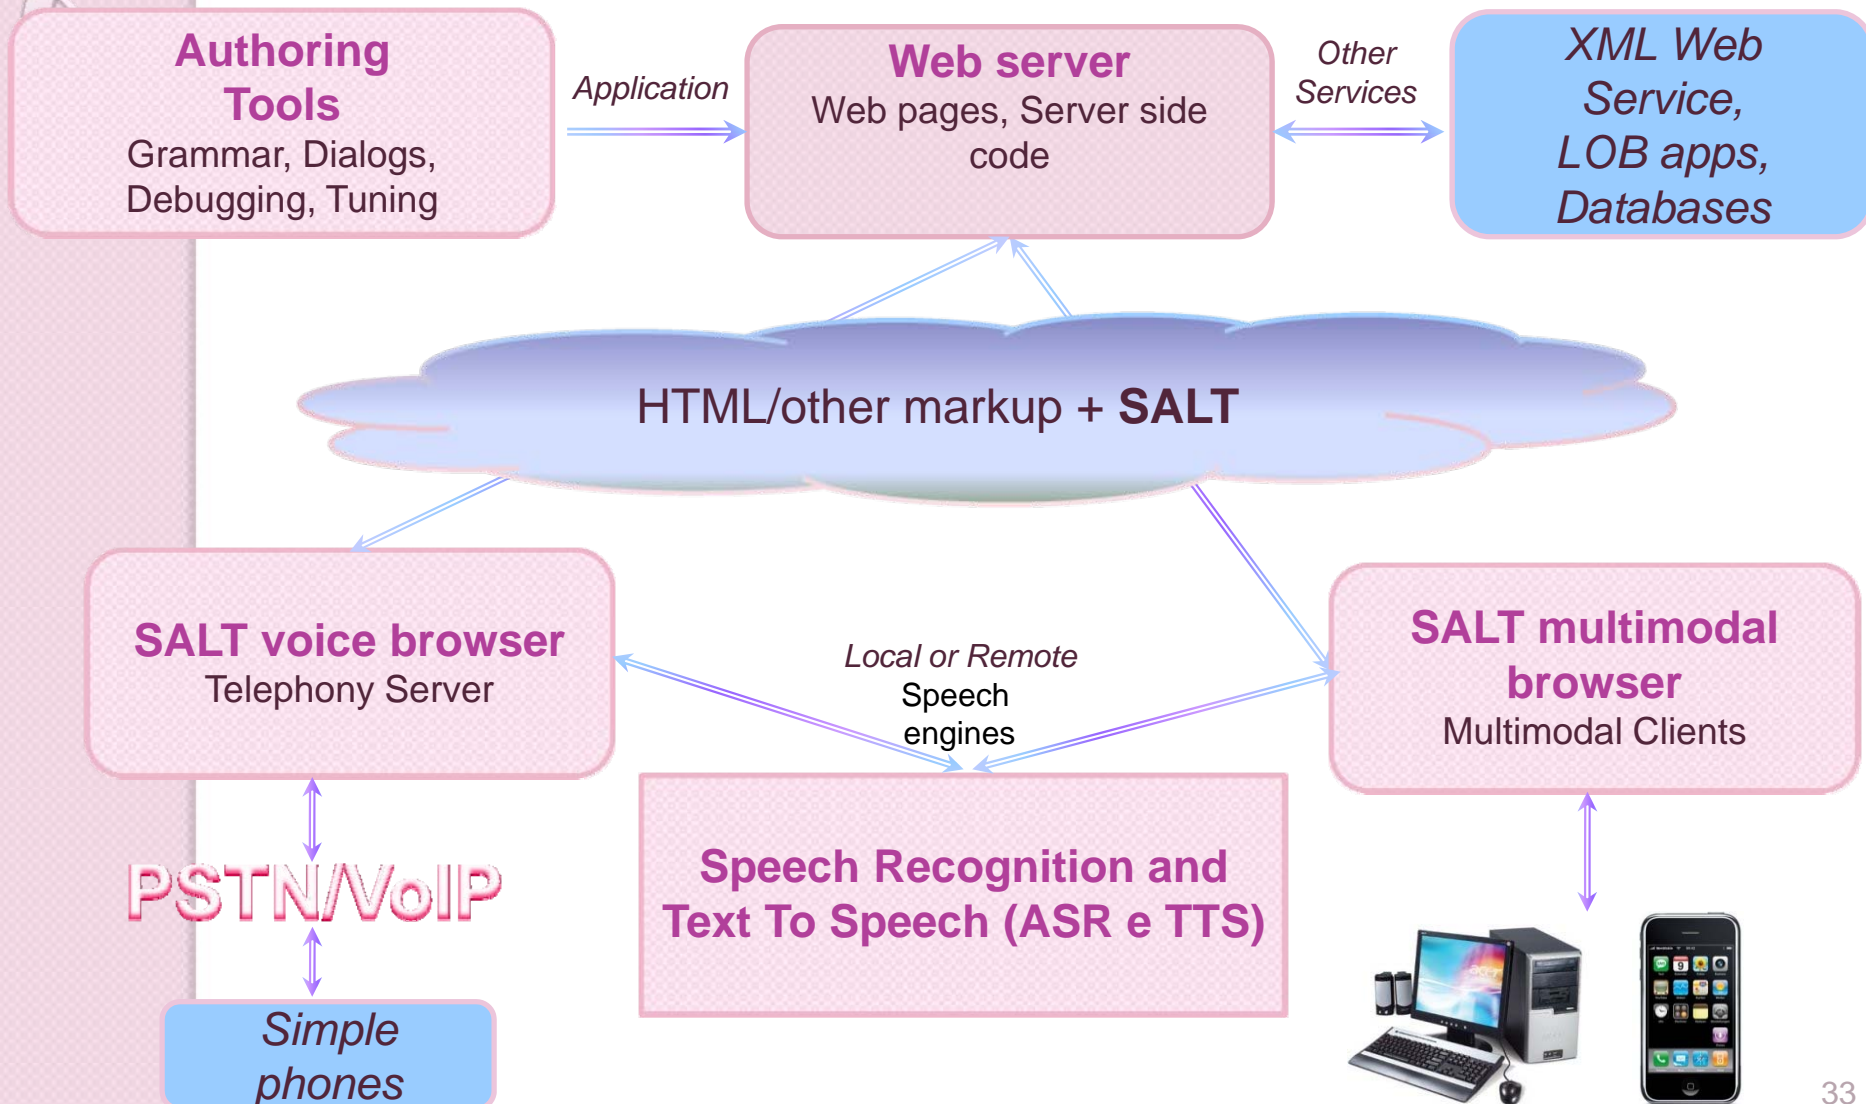 Authoring
Tools
Grammar, Dialogs,
Debugging, Tuning
Application
Web server
Web pages, Server side
code
Other
Services
XML Web
Service,
LOB apps,
Databases
HTML/other markup + SALT
SALT voice browser
Telephony Server
Local or Remote
Speech
engines
SALT multimodal
browser
Multimodal Clients
PSTN/VoIP
Speech Recognition and
Text To Speech (ASR e TTS)
Simple
phones
33